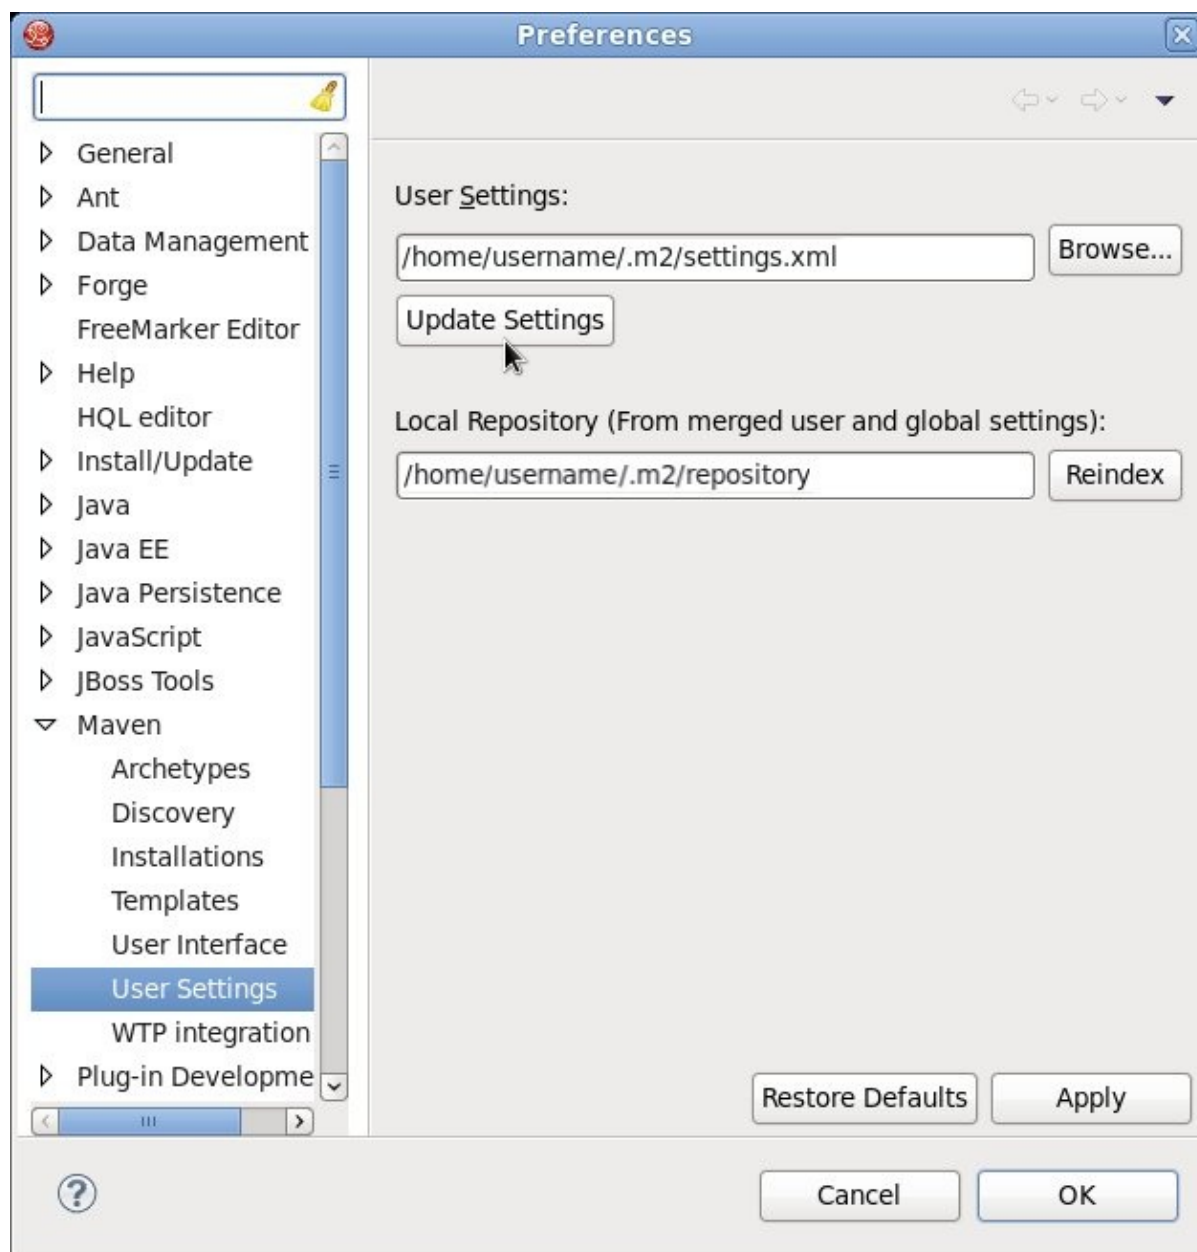 Preferences
General
Ant
Data Management
Forge
FreeMarker Editor
Help
HQL editor
Install/Update
Java
Java EE
Java Persistence
JavaScript
JBoss Tools
Maven
Archetypes
Discovery
Installations
Templates
User Interface
User Settings
WTP integration
Plug-in Developme
User Settings:
/home/username/.m2/settings.xml
Browse...
Update Settings
Local Repository (From merged user and global settings):
/home/username/.m2/repository
Reindex
Restore Defaults
Apply
?
Cancel
OK